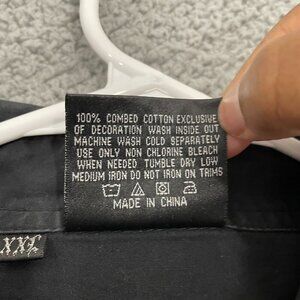 100% COMBED COTTON EXCLUSIVE
OF DECORATION WASH INSIDE OUT
MACHINE WASH COLD SEPARATELY
USE ONLY NON CHLORINE BLEACH
WHEN NEEDED TUMBLE DRY LOW
MEDIUM IRON DO NOT IRON ON TRIMS
MADE IN CHINA
XXL